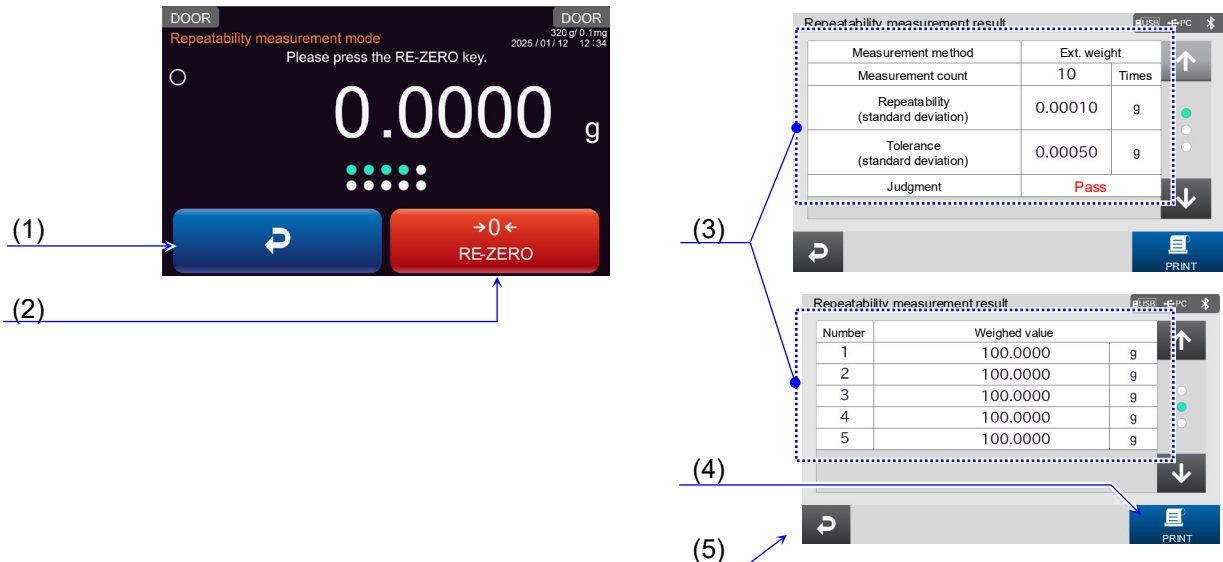 DOOR DOOR
Repeatability measurement mode 320 g/ 0.1mg
2025 / 01 / 12 12:34
Please press the RE-ZERO key.
0.0000 g
→0←
RE-ZERO
(1)
(2)
Repeatability measurement result USB PC
Measurement method Ext. weight
Measurement count 10 Times
Repeatability
(standard deviation) 0.00010 g
Tolerance
(standard deviation) 0.00050 g
Judgment Pass
PRINT
(3)
Repeatability measurement result USB PC
Number Weighed value
1 100.0000 g
2 100.0000 g
3 100.0000 g
4 100.0000 g
5 100.0000 g
PRINT
(4)
(5)